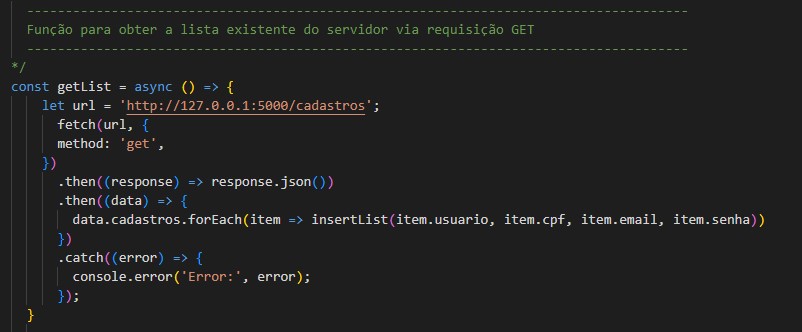 --------------------------------------------------------------------------------------
Função para obter a lista existente do servidor via requisição GET
--------------------------------------------------------------------------------------
*/
const getList = async () => {
let url = 'http://127.0.0.1:5000/cadastros';
fetch(url, {
method: 'get',
})
.then((response) => response.json())
.then((data) => {
data.cadastros.forEach(item => insertList(item.usuario, item.cpf, item.email, item.senha))
})
.catch((error) => {
console.error('Error:', error);
});
}